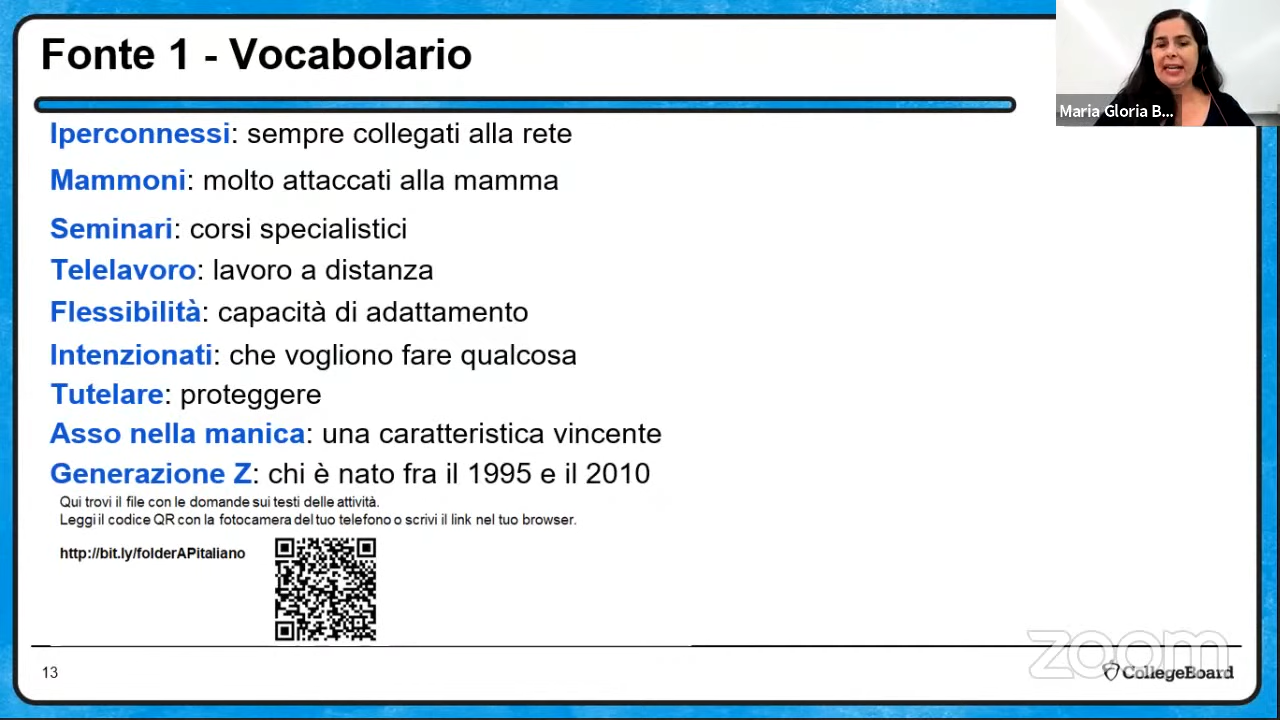 Fonte 1 - Vocabolario
Maria Gloria B...
Iperconnessi: sempre collegati alla rete
Mammoni: molto attaccati alla mamma
Seminari: corsi specialistici
Telelavoro: lavoro a distanza
Flessibilità: capacità di adattamento
Intenzionati: che vogliono fare qualcosa
Tutelare: proteggere
Asso nella manica: una caratteristica vincente
Generazione Z: chi è nato fra il 1995 e il 2010
Qui trovi il file con le domande sui testi delle attività.
Leggi il codice QR con la fotocamera del tuo telefono o scrivi il link nel tuo browser.
http://bit.ly/folderAPitaliano
zoom
13
CollegeBoard